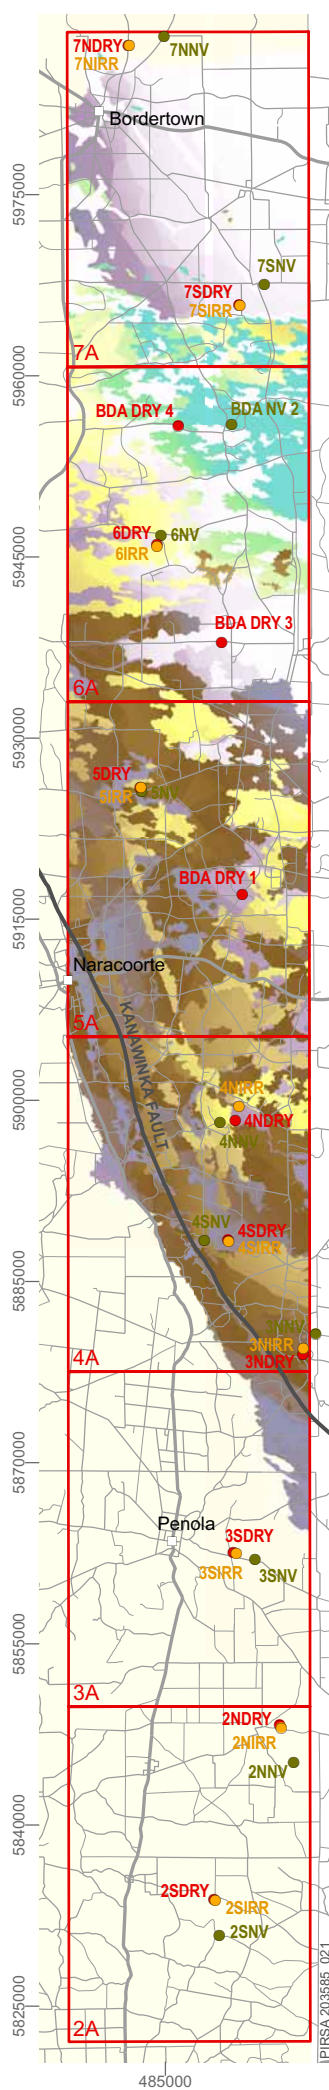 7NDRY
7NNV
7NIRR
Bordertown
5975000
7SNV
7SDRY
7SIRR
7A
5960000
BDA DRY 4
BDA NV 2
6DRY
6NV
6IRR
5945000
BDA DRY 3
6A
5930000
5DRY
5IRR
5NV
BDA DRY 1
5915000
Naracoorte
5A
KANAWINKA FAULT
4NIRR
5900000
4NDRY
4NNV
4SNV
4SDRY
4SIRR
5885000
3NNV
3NIRR
3NDRY
4A
5870000
Penola
3SDRY
3SIRR
3SNV
5855000
3A
2NDRY
2NIRR
2NNV
5840000
2SDRY
2SIRR
2SNV
5825000
2A
PIRSA 203585_021
485000